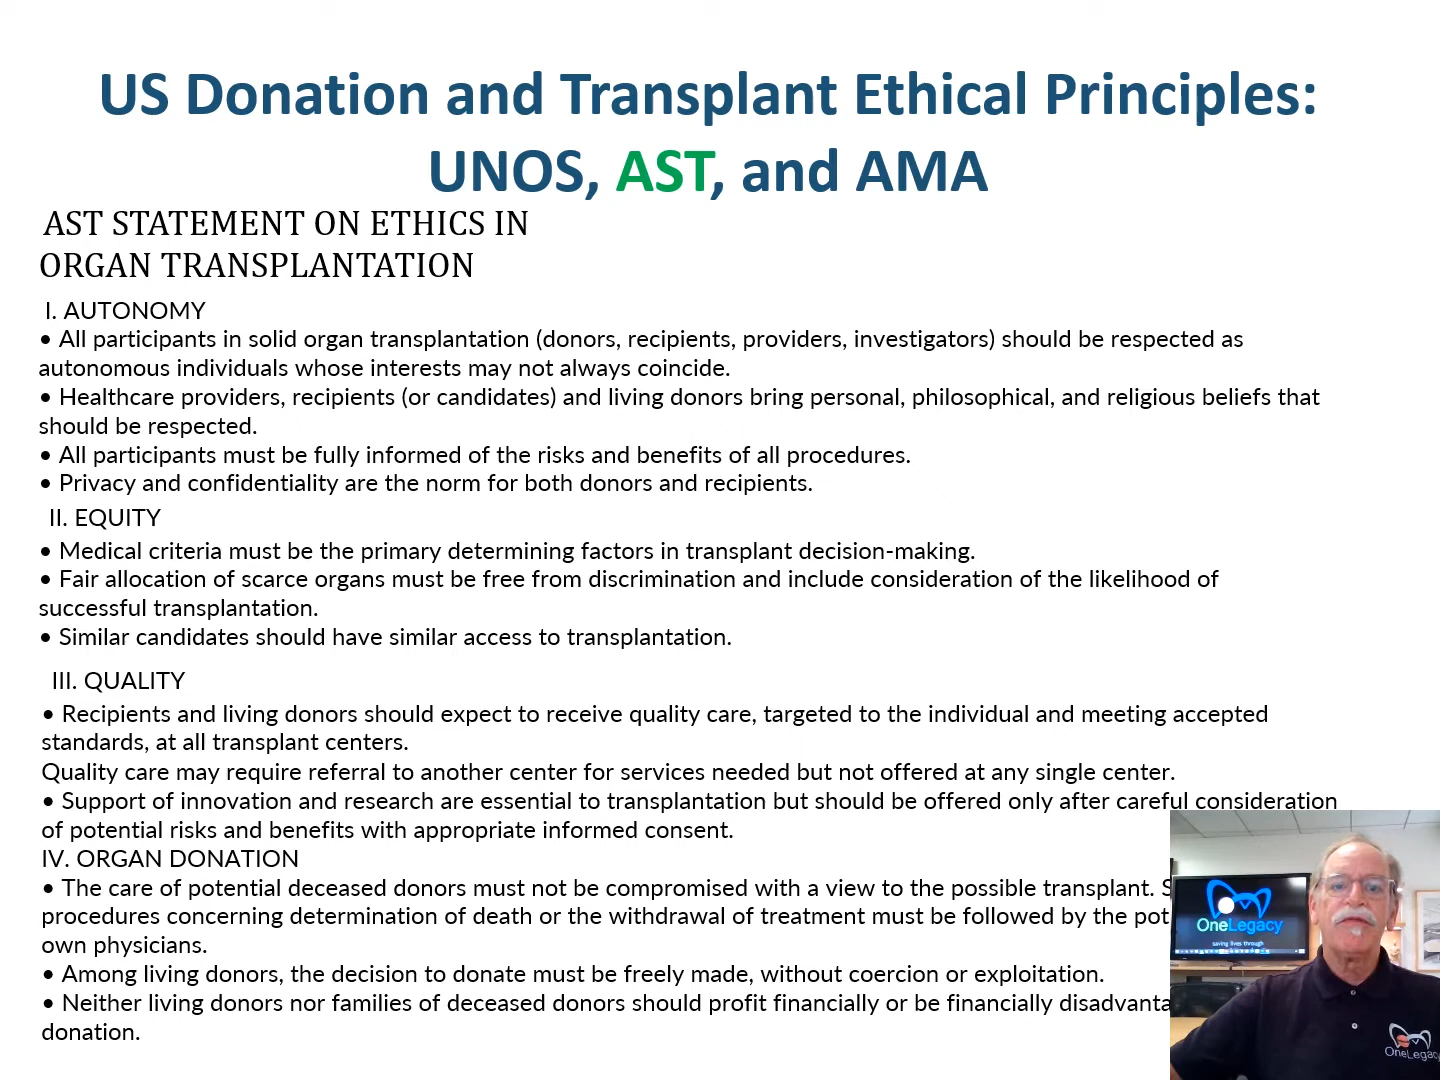 US Donation and Transplant Ethical Principles:
UNOS, AST, and AMA
AST STATEMENT ON ETHICS IN
ORGAN TRANSPLANTATION
I. AUTONOMY
• All participants in solid organ transplantation (donors, recipients, providers, investigators) should be respected as
autonomous individuals whose interests may not always coincide.
• Healthcare providers, recipients (or candidates) and living donors bring personal, philosophical, and religious beliefs that
should be respected.
• All participants must be fully informed of the risks and benefits of all procedures.
• Privacy and confidentiality are the norm for both donors and recipients.
II. EQUITY
• Medical criteria must be the primary determining factors in transplant decision-making.
• Fair allocation of scarce organs must be free from discrimination and include consideration of the likelihood of
successful transplantation.
• Similar candidates should have similar access to transplantation.
III. QUALITY
• Recipients and living donors should expect to receive quality care, targeted to the individual and meeting accepted
standards, at all transplant centers.
Quality care may require referral to another center for services needed but not offered at any single center.
• Support of innovation and research are essential to transplantation but should be offered only after careful consideration
of potential risks and benefits with appropriate informed consent.
IV. ORGAN DONATION
• The care of potential deceased donors must not be compromised with a view to the possible transplant.
procedures concerning determination of death or the withdrawal of treatment must be followed by the
own physicians.
• Among living donors, the decision to donate must be freely made, without coercion or exploitation.
• Neither living donors nor families of deceased donors should profit financially or be financially
donation.
OneLegacy
saving lives through
OneLegacy